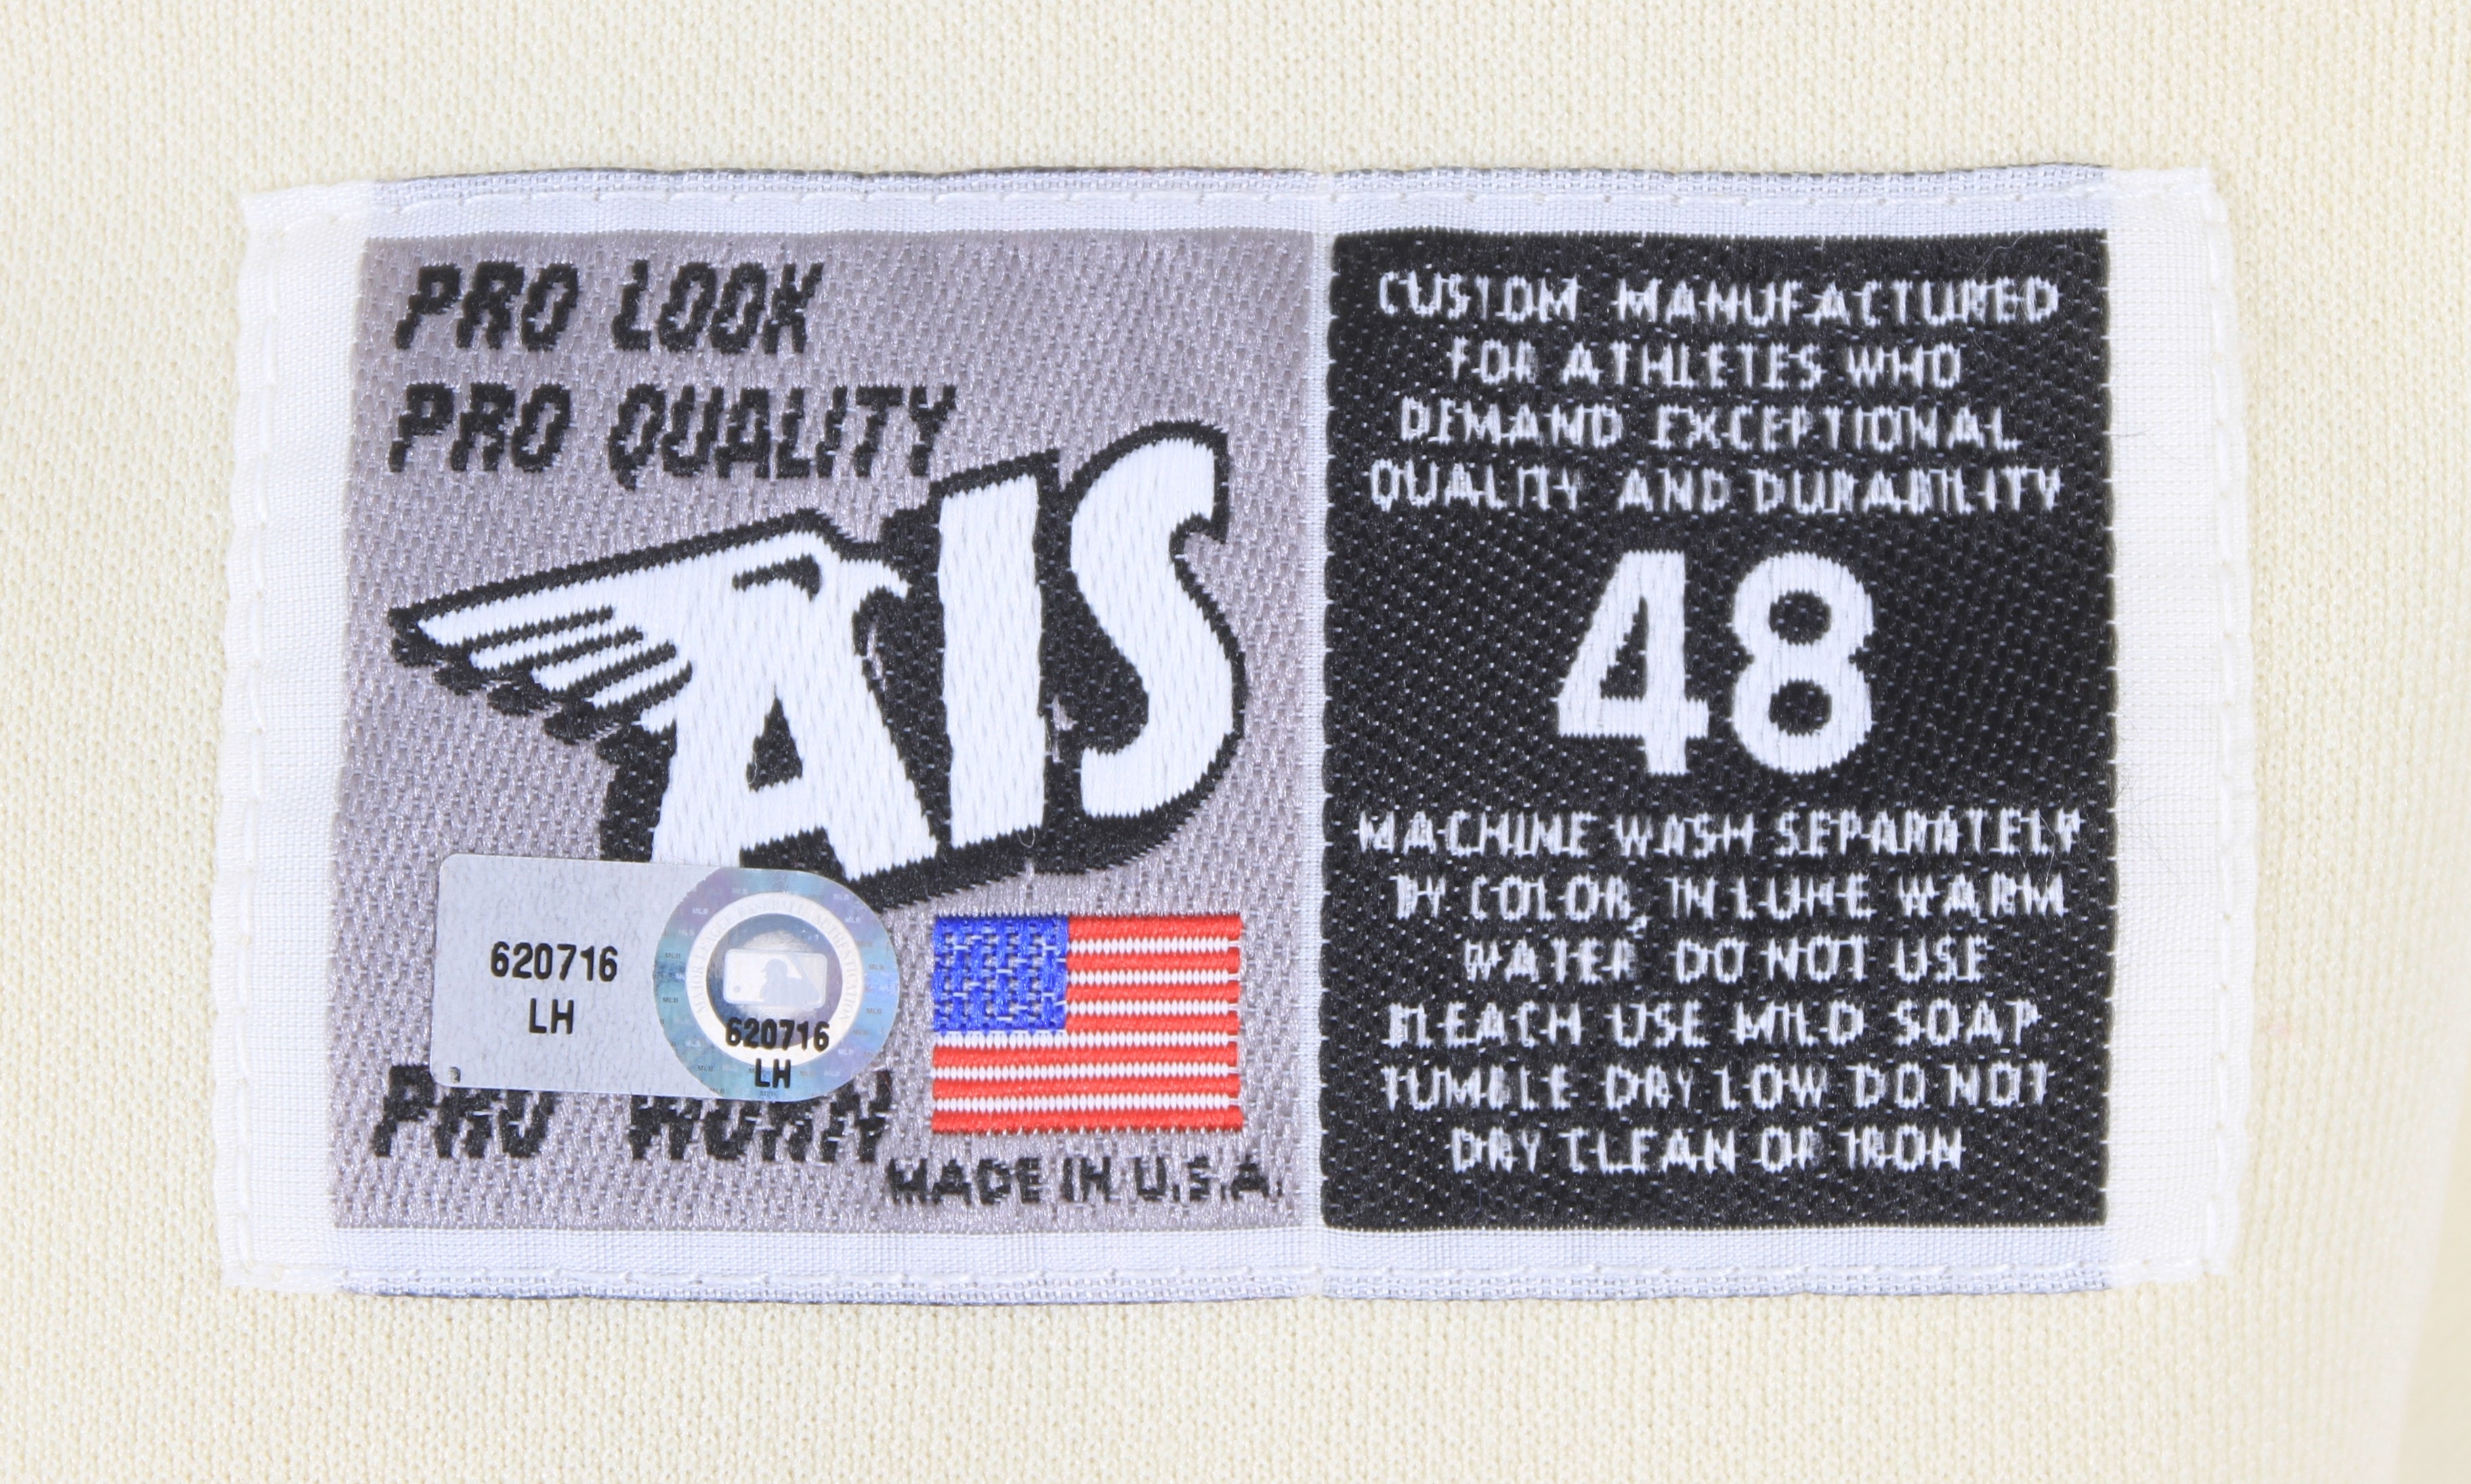 PRO LOOK
PRO QUALITY
AIS
620716
LH
620716
LH
PRO WORN
MADE IN U.S.A.
CUSTOM MANUFACTURED
FOR ATHLETES WHO
DEMAND EXCEPTIONAL
QUALITY AND DURABILITY
48
MACHINE WASH SEPARATELY
BY COLOR, IN LUKE WARM
WATER DO NOT USE
BLEACH USE MILD SOAP
TUMBLE DRY LOW DO NOT
DRY CLEAN OR IRON